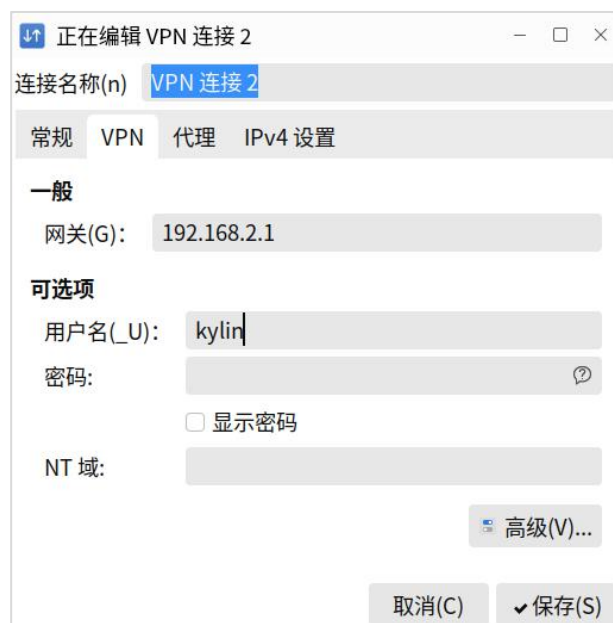 正在编辑 VPN 连接 2
连接名称(n) VPN 连接 2
常规 VPN 代理 IPv4 设置
一般
网关(G): 192.168.2.1
可选项
用户名(_U): kylin
密码:
显示密码
NT 域:
高级(V)...
取消(C) 保存(S)